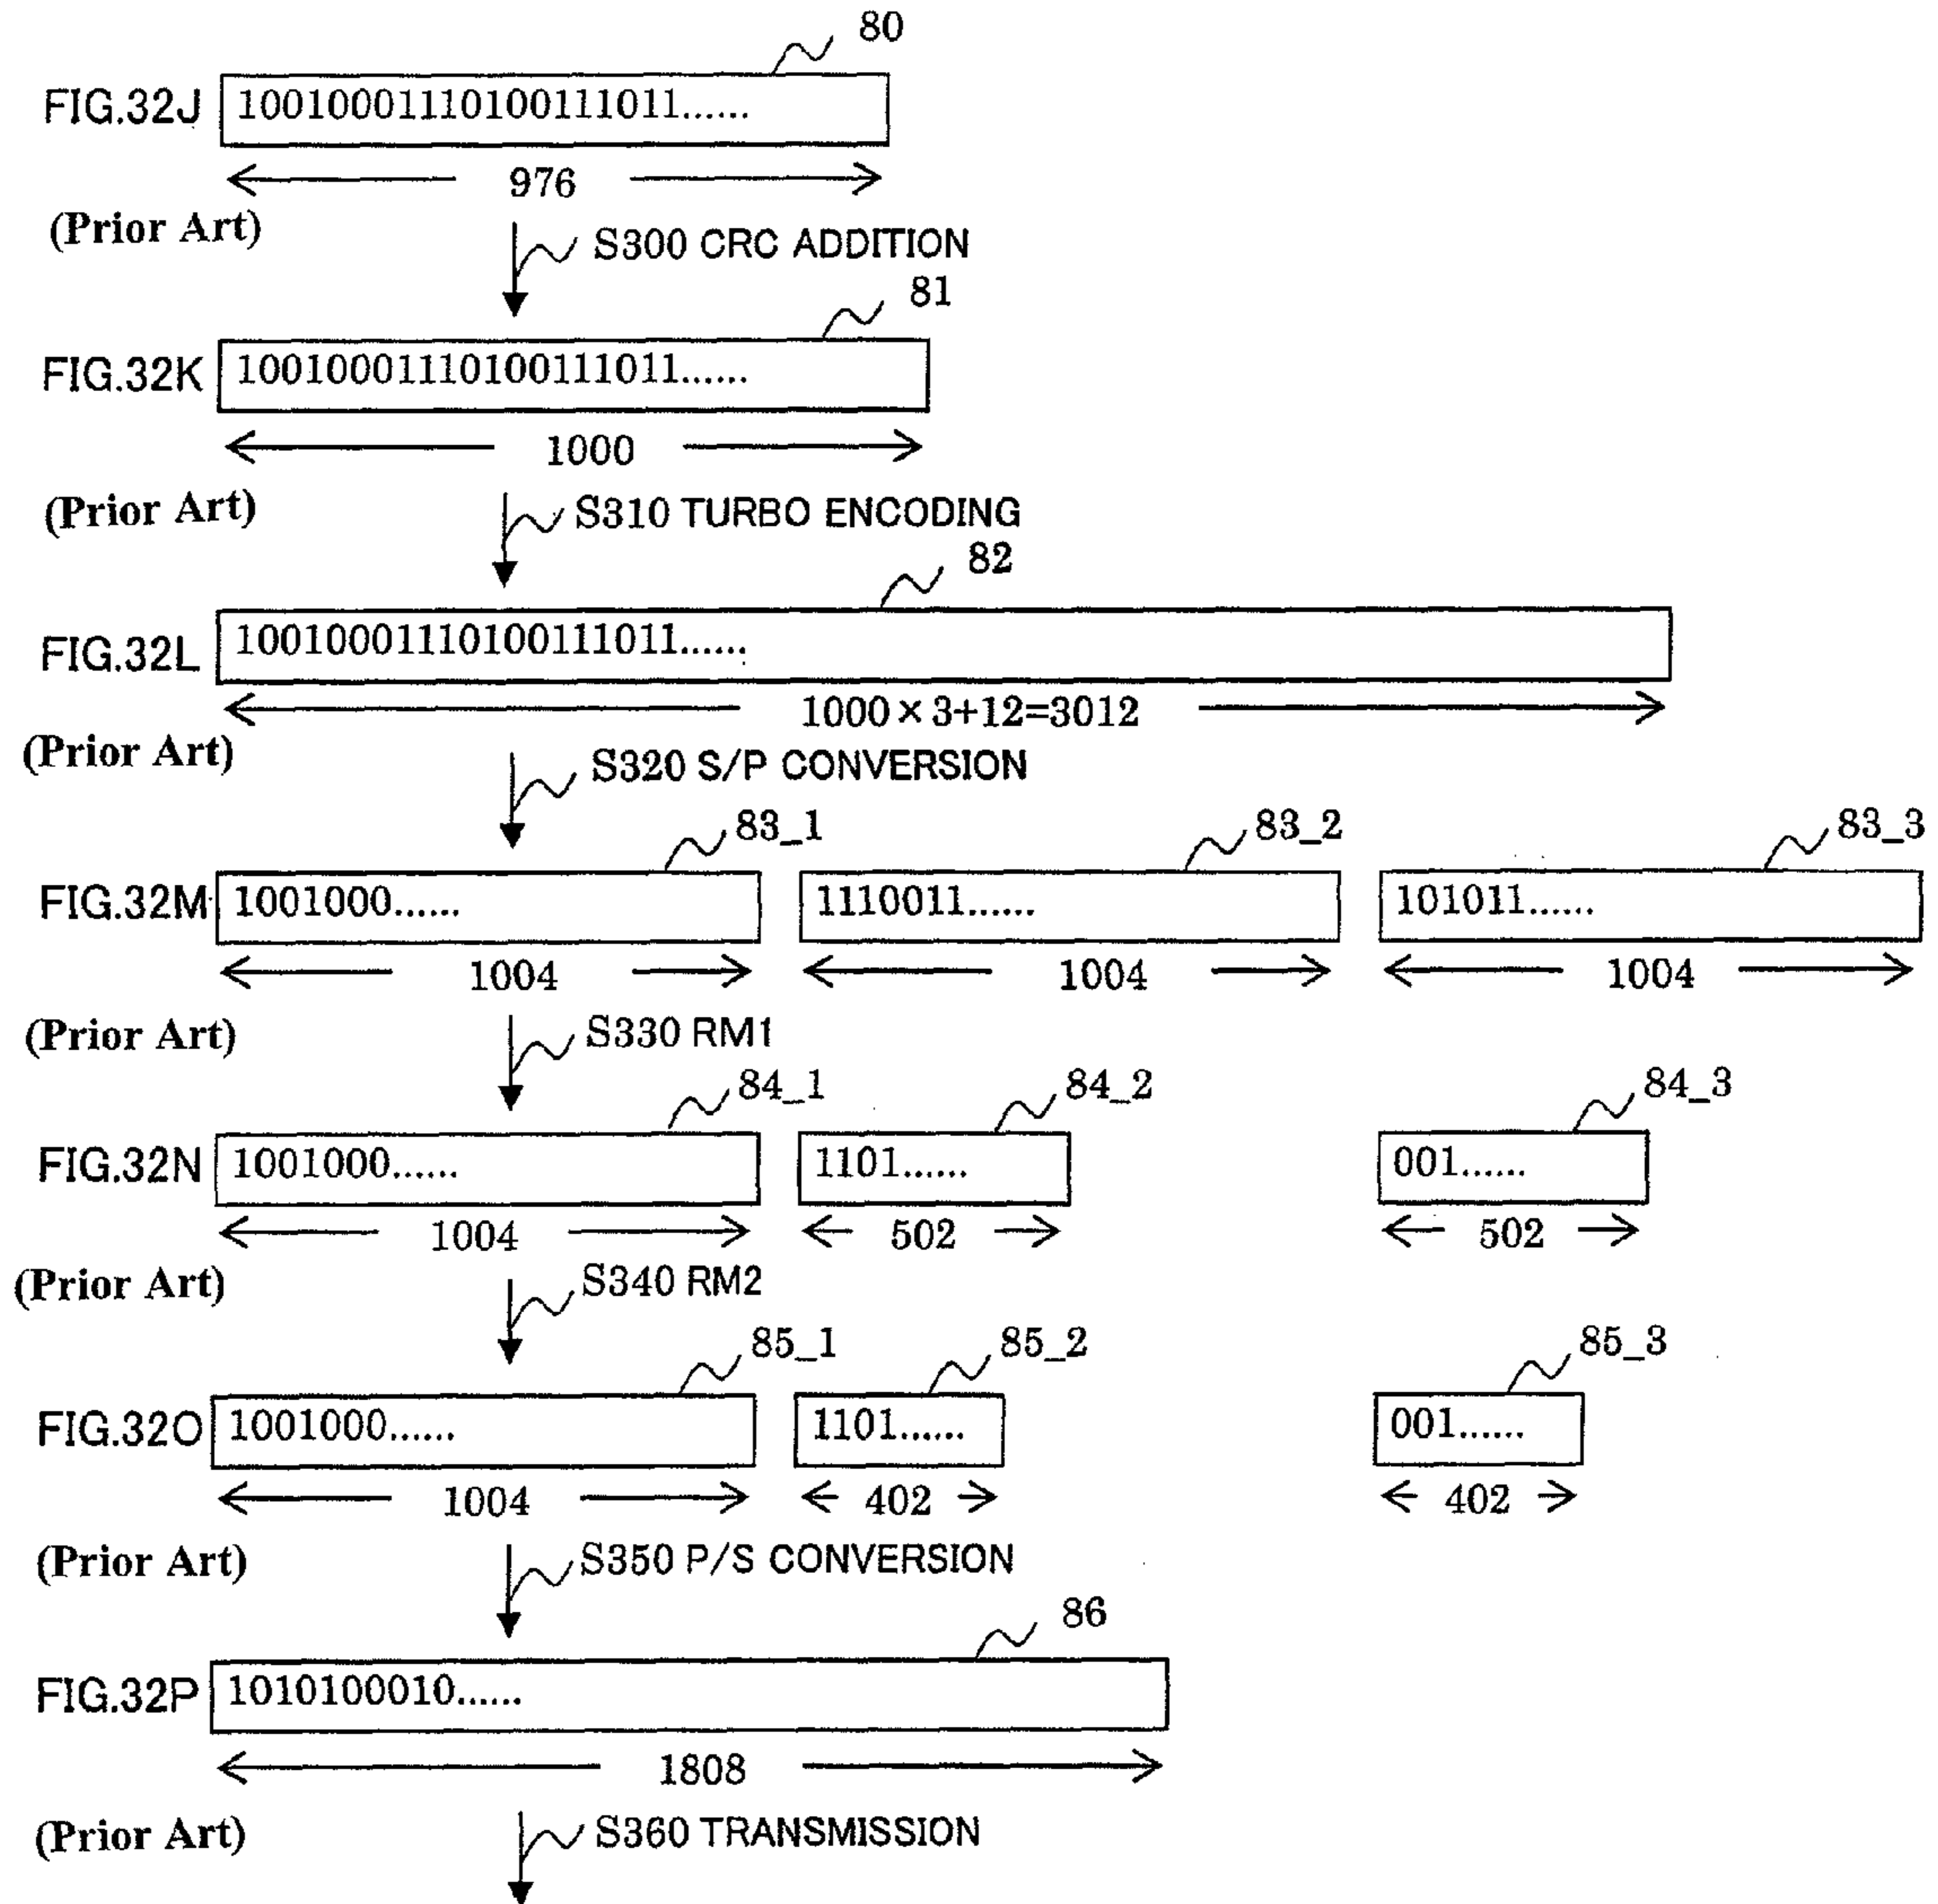 80
FIG.32J 100100011110100111011......
976
(Prior Art)
S300 CRC ADDITION
81
FIG.32K 100100011110100111011......
1000
(Prior Art)
S310 TURBO ENCODING
82
FIG.32L 100100011110100111011......
1000×3+12=3012
(Prior Art)
S320 S/P CONVERSION
83_1 83_2 83_3
FIG.32M 1001000...... 1110011...... 101011......
1004 1004 1004
(Prior Art)
S330 RM1
84_1 84_2 84_3
FIG.32N 1001000...... 1101...... 001......
1004 502 502
(Prior Art)
S340 RM2
85_1 85_2 85_3
FIG.32O 1001000...... 1101...... 001......
1004 402 402
(Prior Art)
S350 P/S CONVERSION
86
FIG.32P 1010100010......
1808
(Prior Art)
S360 TRANSMISSION